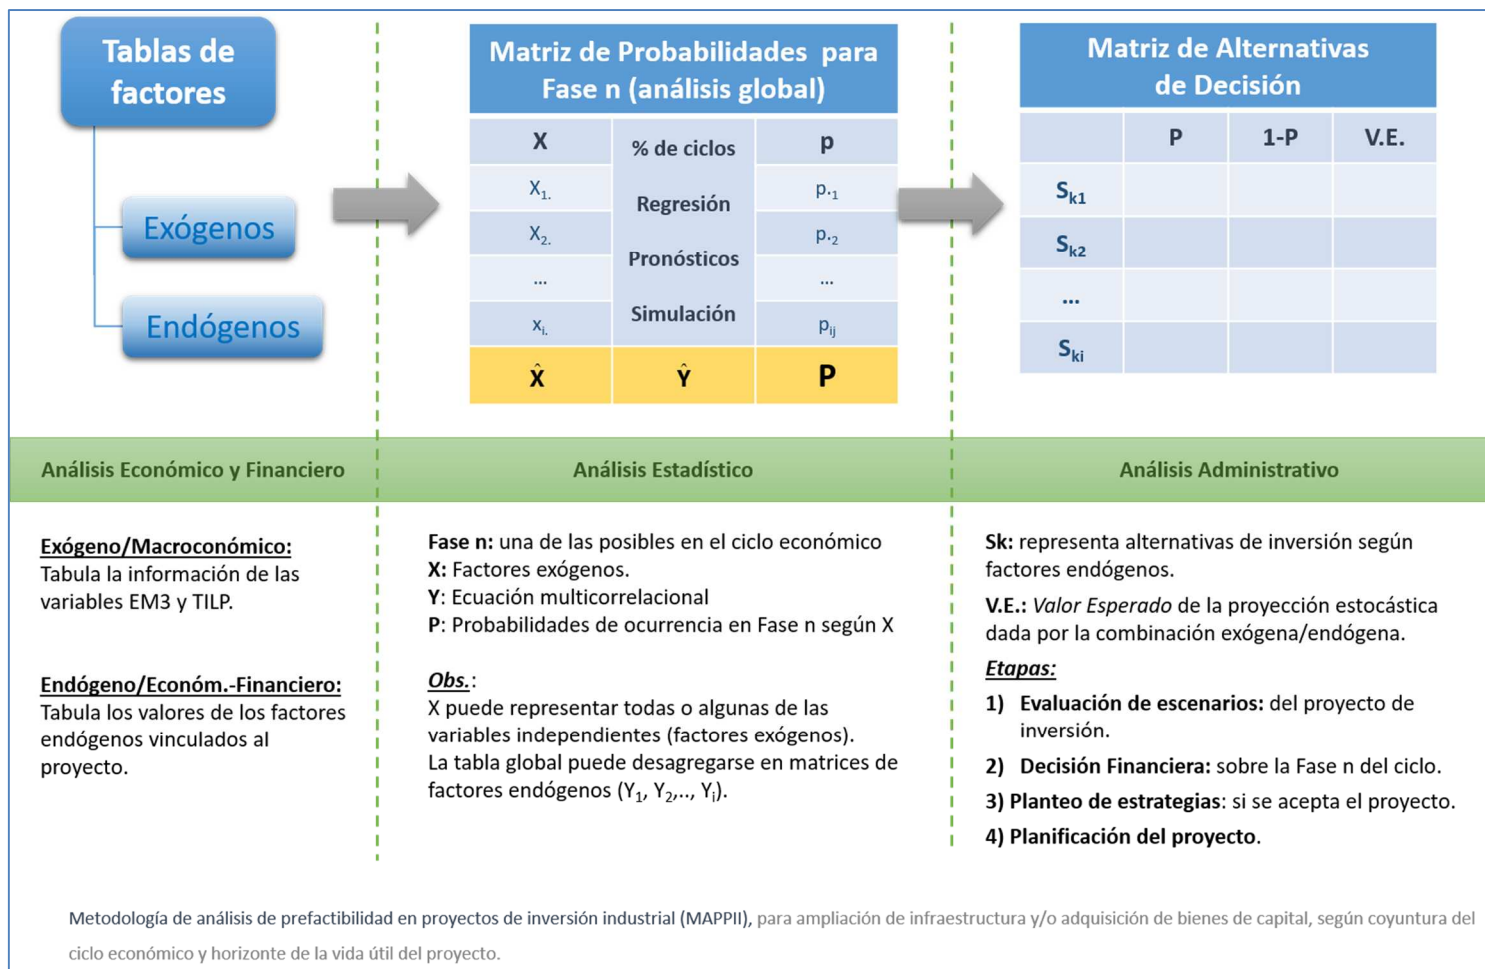 Tablas de
factores
Exógenos
Endógenos
Matriz de Probabilidades para
Fase n (análisis global)
X % de ciclos p
X1. Regresión p.1
X2. Pronósticos p.2
... ...
xi. Simulación pij
X̂ Ŷ P
Matriz de Alternativas
de Decisión
P 1-P V.E.
Sk1
Sk2
...
Ski
Análisis Económico y Financiero
Análisis Estadístico
Análisis Administrativo
Exógeno/Macroconómico:
Tabula la información de las
variables EM3 y TILP.
Endógeno/Económ.-Financiero:
Tabula los valores de los factores
endógenos vinculados al
proyecto.
Fase n: una de las posibles en el ciclo económico
X: Factores exógenos.
Y: Ecuación multicorrelacional
P: Probabilidades de ocurrencia en Fase n según X
Obs.:
X puede representar todas o algunas de las
variables independientes (factores exógenos).
La tabla global puede desagregarse en matrices de
factores endógenos (Y1, Y2,.., Yi).
Sk: representa alternativas de inversión según
factores endógenos.
V.E.: Valor Esperado de la proyección estocástica
dada por la combinación exógena/endógena.
Etapas:
1) Evaluación de escenarios: del proyecto de
inversión.
2) Decisión Financiera: sobre la Fase n del ciclo.
3) Planteo de estrategias: si se acepta el proyecto.
4) Planificación del proyecto.
Metodología de análisis de prefactibilidad en proyectos de inversión industrial (MAPPII), para ampliación de infraestructura y/o adquisición de bienes de capital, según coyuntura del
ciclo económico y horizonte de la vida útil del proyecto.